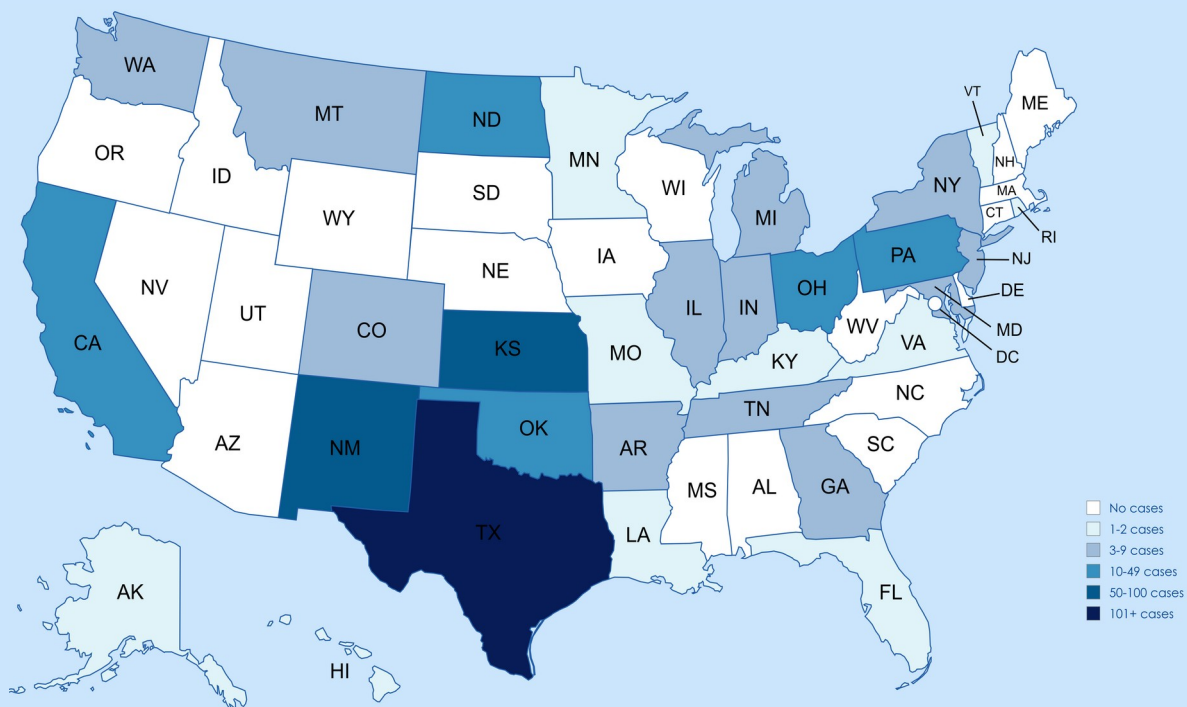 WA
MT
ND
MN
VT
ME
OR
ID
SD
WI
NH
NY
MA
WY
MI
CT
RI
NV
NE
IA
PA
NJ
UT
CO
IL
IN
OH
DE
CA
KS
MO
WV
MD
VA
DC
KY
AZ
NM
OK
AR
TN
NC
SC
TX
MS
AL
GA
LA
AK
FL
HI
No cases
1-2 cases
3-9 cases
10-49 cases
50-100 cases
101+ cases